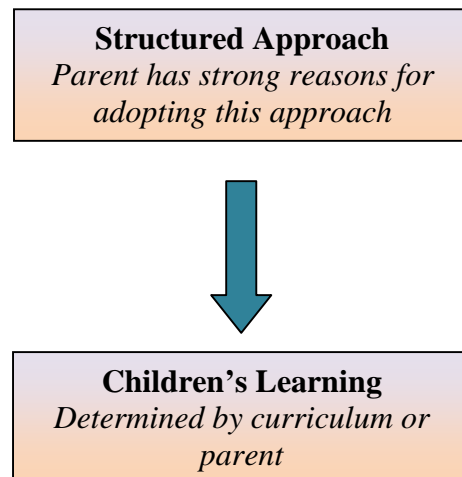 Structured Approach
Parent has strong reasons for
adopting this approach
Children’s Learning
Determined by curriculum or
parent